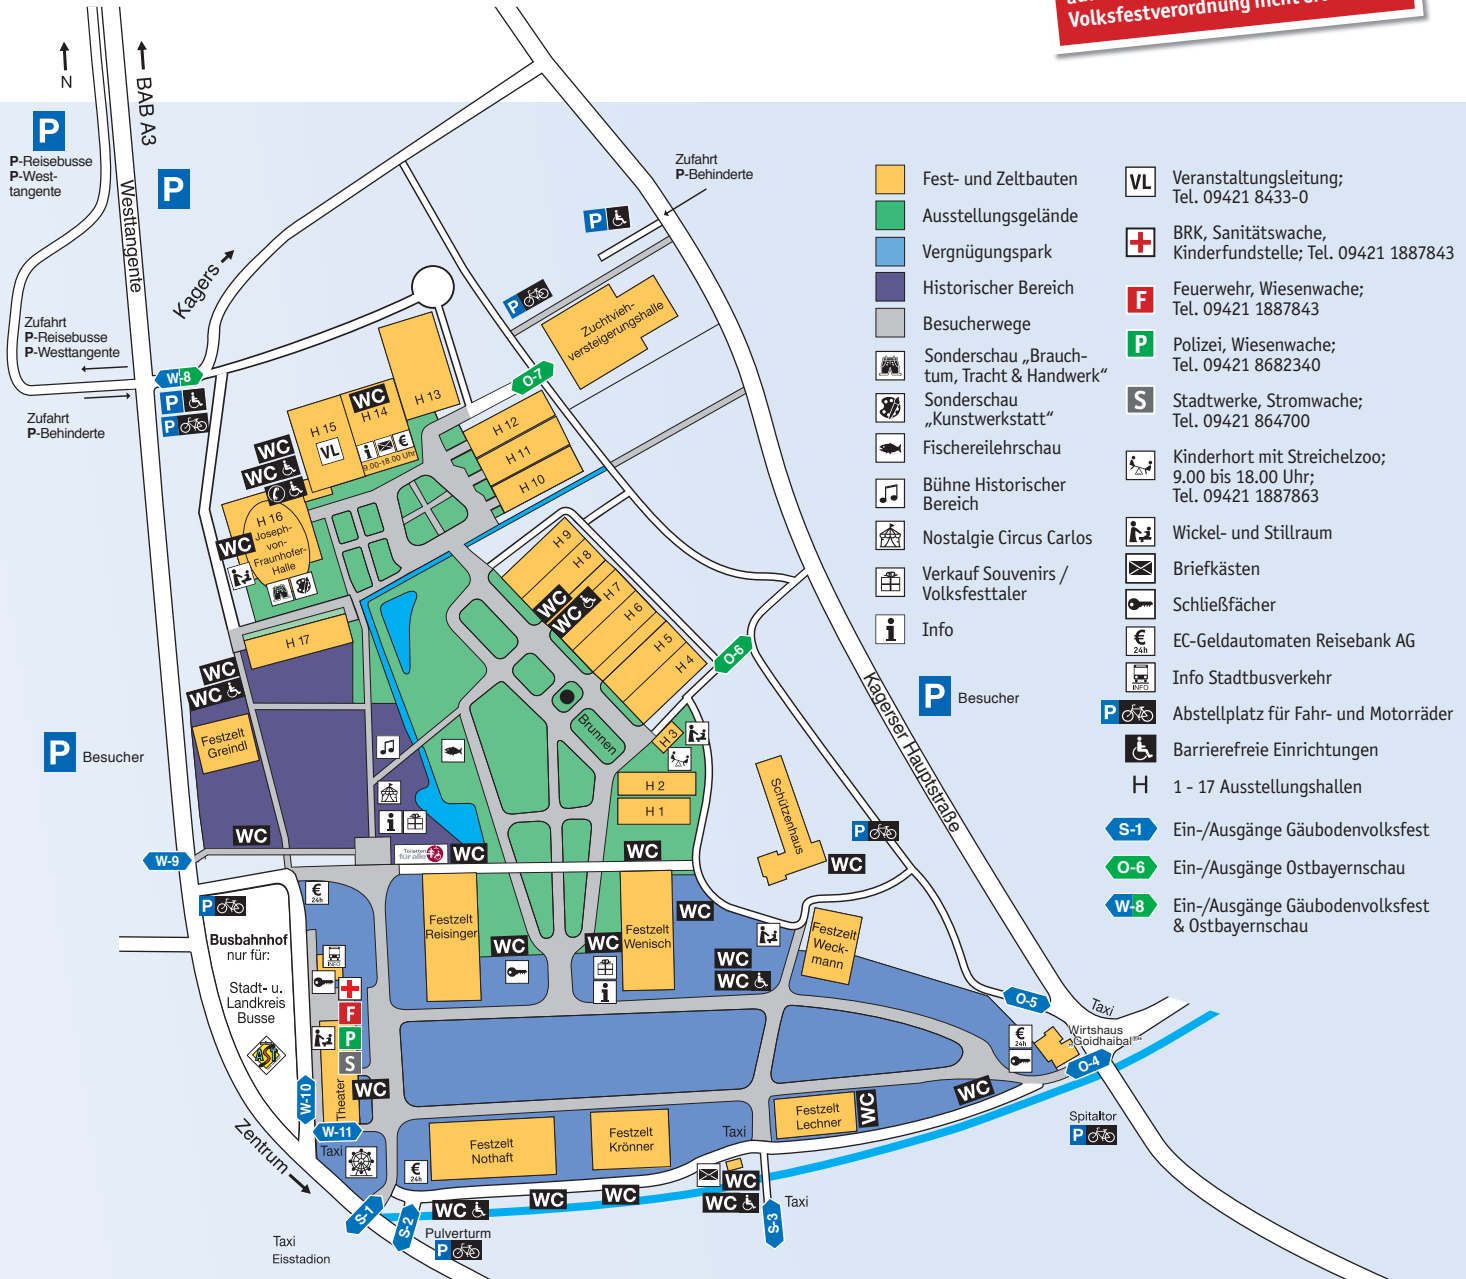 Volksfestverordnung nicht
N
BAB A3
P
P-Reisebusse
P-West-
tangente
P
Westtangente
Kagers
Zufahrt
P-Behinderte
P
P
Zufahrt
P-Reisebusse
P-Westtangente
Zufahrt
P-Behinderte
W-8
P
P
O-7
Zuchtvieh-
versteigerungshalle
H 13
WC
H 14
9.00-18.00 Uhr
i
€
H 15
VL
WC
WC
H 12
H 11
H 10
H 16
Joseph-
von-
Fraunhofer-
Halle
WC
H 17
WC
WC
Festzelt
Greindl
H 9
H 8
H 7
H 6
H 5
H 4
WC
WC
O-6
Brunnen
H 3
H 2
H 1
P
Besucher
i
WC
Toiletten
für alle
WC
WC
W-9
Schützenhaus
WC
P
Kagerser Hauptstraße
P
Besucher
P
Busbahnhof
nur für:
Stadt- u.
Landkreis
Busse
AST
€
24h
INFO
F
P
S
Theater
WC
W-10
W-11
Taxi
Festzelt
Reisinger
WC
WC
i
Festzelt
Wenisch
WC
WC
WC
Festzelt
Weck-
mann
O-5
Taxi
Wirtshaus
„Goidhaibal“
€
24h
O-4
WC
Spitaltor
P
Festzelt
Nothaft
Festzelt
Krönner
Taxi
Festzelt
Lechner
WC
€
24h
Zentrum
S-1
S-2
WC
Pulverturm
P
WC
WC
WC
WC
S-3
Taxi
Taxi
Eisstadion
Fest- und Zeltbauten
Ausstellungsgelände
Vergnügungspark
Historischer Bereich
Besucherwege
Sonderschau „Brauch-
tum, Tracht & Handwerk“
Sonderschau
„Kunstwerkstatt“
Fischereilehrschau
Bühne Historischer
Bereich
Nostalgie Circus Carlos
Verkauf Souvenirs /
Volksfesttaler
i Info
VL Veranstaltungsleitung;
Tel. 09421 8433-0
BRK, Sanitätswache,
Kinderfundstelle; Tel. 09421 1887843
F Feuerwehr, Wiesenwache;
Tel. 09421 1887843
P Polizei, Wiesenwache;
Tel. 09421 8682340
S Stadtwerke, Stromwache;
Tel. 09421 864700
Kinderhort mit Streichelzoo;
9.00 bis 18.00 Uhr;
Tel. 09421 1887863
Wickel- und Stillraum
Briefkästen
Schließfächer
€ 24h EC-Geldautomaten Reisebank AG
INFO Info Stadtbusverkehr
P Abstellplatz für Fahr- und Motorräder
Barrierefreie Einrichtungen
H 1 - 17 Ausstellungshallen
S-1 Ein-/Ausgänge Gäubodenvolksfest
O-6 Ein-/Ausgänge Ostbayernschau
W-8 Ein-/Ausgänge Gäubodenvolksfest
& Ostbayernschau